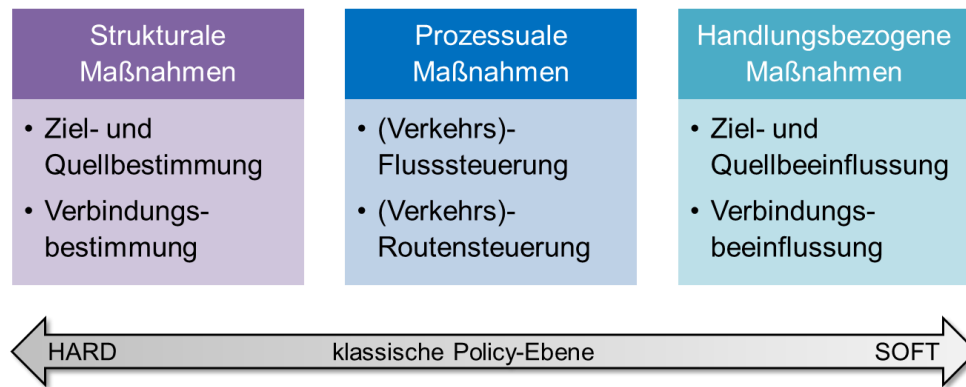 Strukturale
Maßnahmen
• Ziel- und
Quellbestimmung
• Verbindungs-
bestimmung
Prozessuale
Maßnahmen
• (Verkehrs)-
Flusssteuerung
• (Verkehrs)-
Routensteuerung
Handlungsbezogene
Maßnahmen
• Ziel- und
Quellbeeinflussung
• Verbindungs-
beeinflussung
HARD klassische Policy-Ebene SOFT